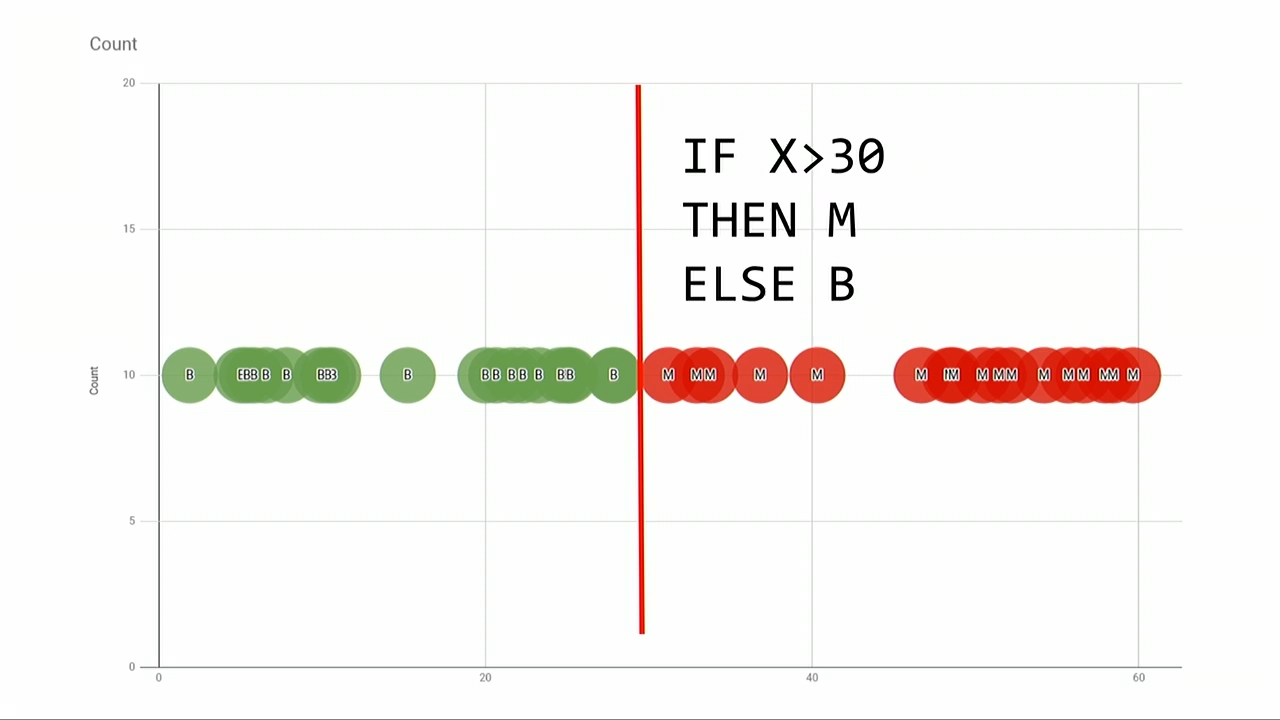 Count
20
IF X>30
THEN M
15
ELSE B
Count
10
B B B B B B B B B B B B B B B B B B B M M M M M M M M M M M M M M M M M
5
0
0 20 40 60